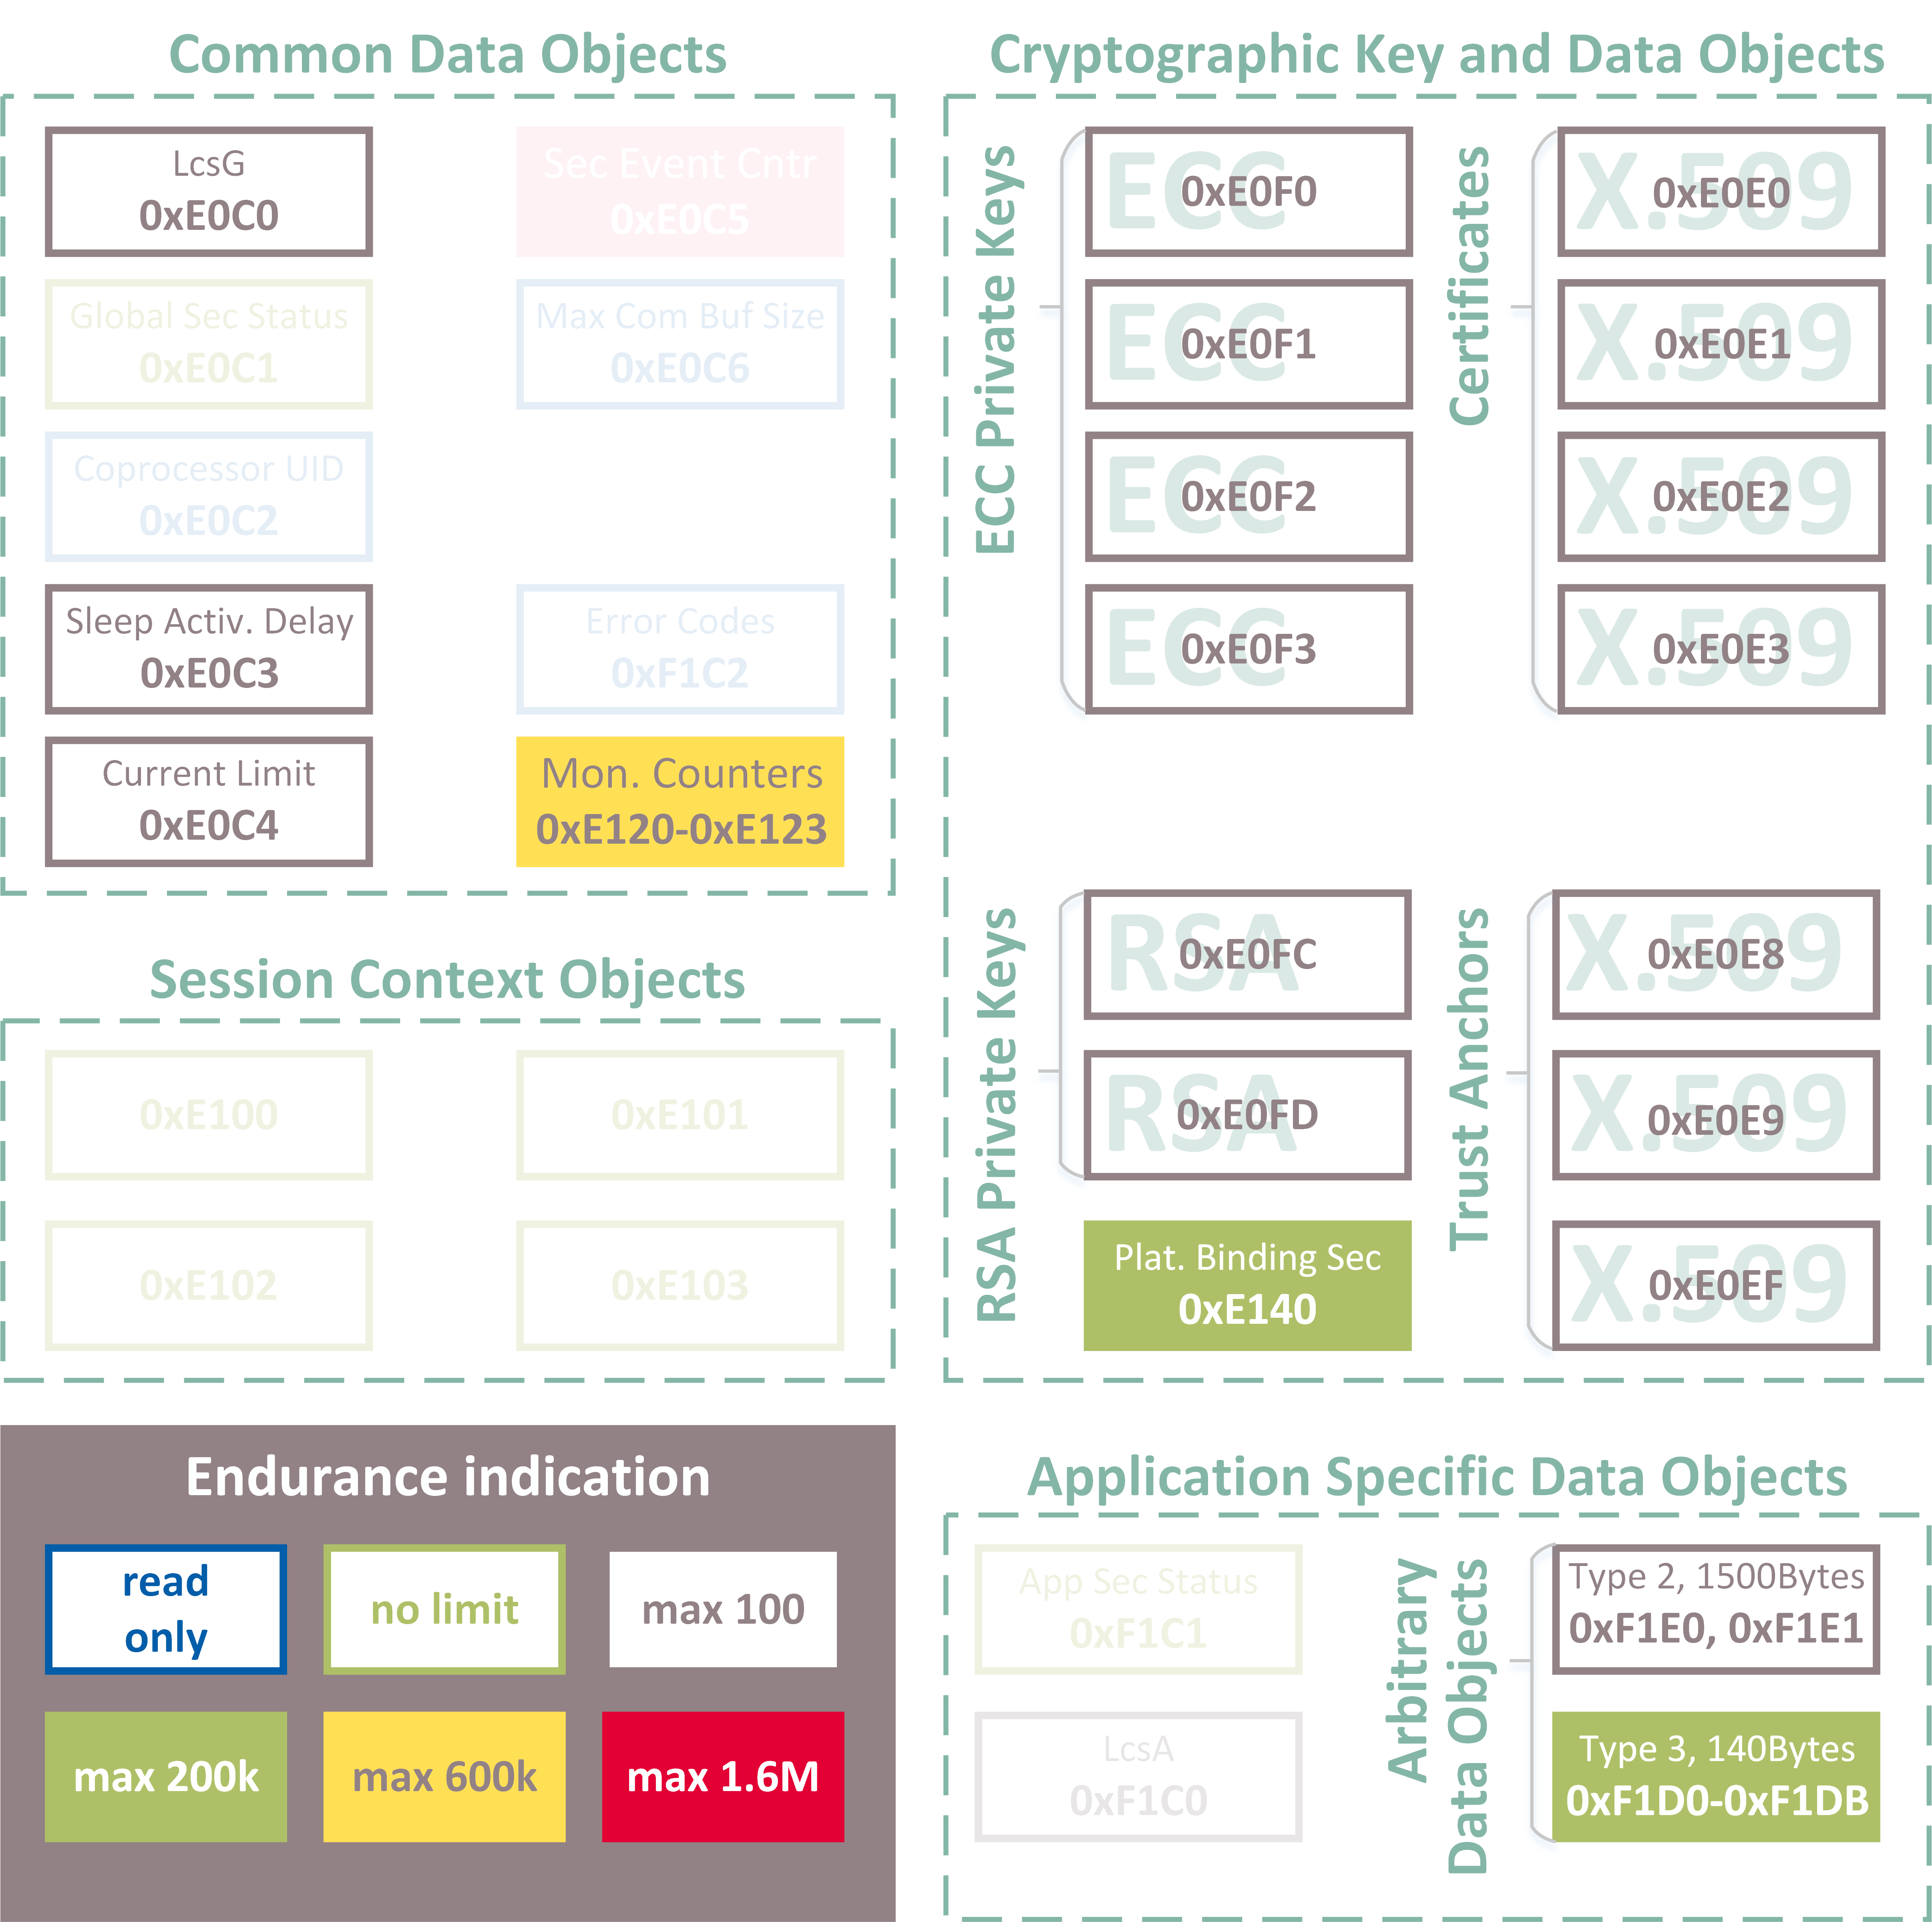 Common Data Objects
LcsG
0xE0C0
Sec Event Cntr
0xE0C5
Global Sec Status
0xE0C1
Max Com Buf Size
0xE0C6
Coprocessor UID
0xE0C2
Sleep Activ. Delay
0xE0C3
Error Codes
0xF1C2
Current Limit
0xE0C4
Mon. Counters
0xE120-0xE123
Session Context Objects
0xE100
0xE101
0xE102
0xE103
Endurance indication
read
only
no limit
max 100
max 200k
max 600k
max 1.6M
Cryptographic Key and Data Objects
ECC Private Keys
ECC
0xE0F0
ECC
0xE0F1
ECC
0xE0F2
ECC
0xE0F3
Certificates
X.509
0xE0E0
X.509
0xE0E1
X.509
0xE0E2
X.509
0xE0E3
RSA Private Keys
RSA
0xE0FC
RSA
0xE0FD
Plat. Binding Sec
0xE140
Trust Anchors
X.509
0xE0E8
X.509
0xE0E9
X.509
0xE0EF
Application Specific Data Objects
App Sec Status
0xF1C1
LcsA
0xF1C0
Arbitrary
Data Objects
Type 2, 1500Bytes
0xF1E0, 0xF1E1
Type 3, 140Bytes
0xF1D0-0xF1DB